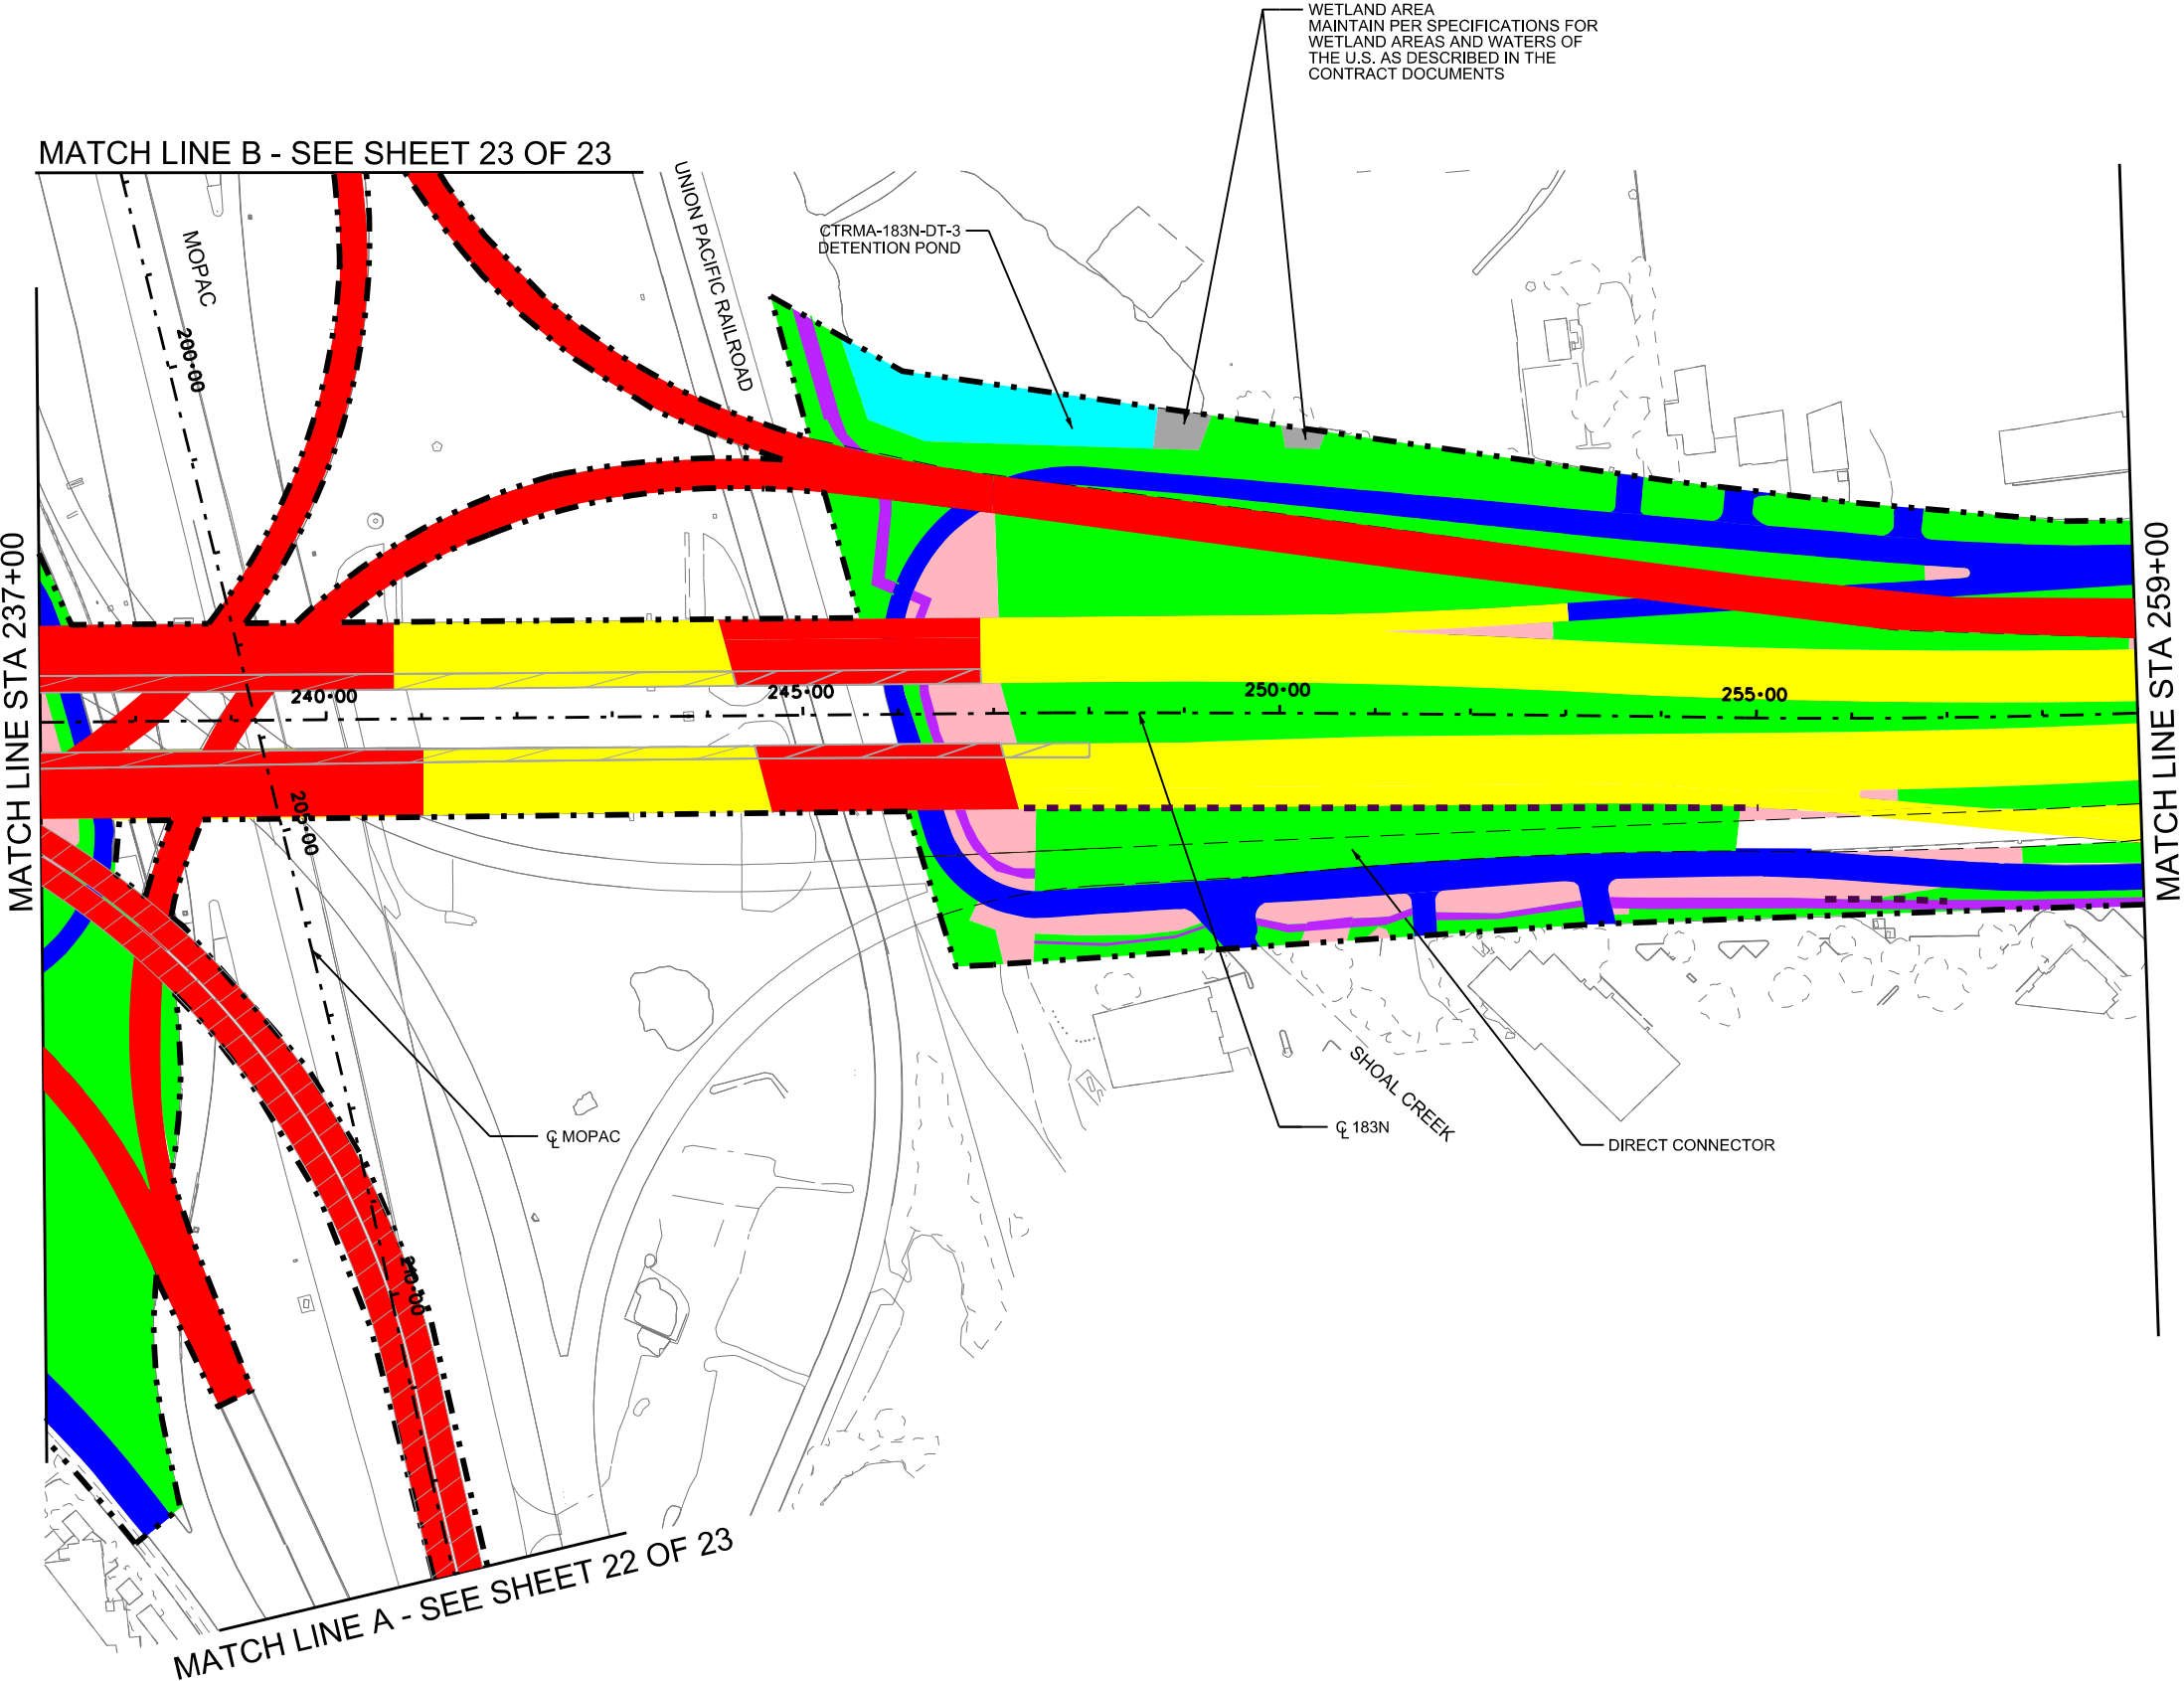 WETLAND AREA
MAINTAIN PER SPECIFICATIONS FOR
WETLAND AREAS AND WATERS OF
THE U.S. AS DESCRIBED IN THE
CONTRACT DOCUMENTS
MATCH LINE B - SEE SHEET 23 OF 23
UNION PACIFIC RAILROAD
MOPAC
CTRMA-183N-DT-3
DETENTION POND
200+00
MATCH LINE STA 237+00
MATCH LINE STA 259+00
240+00
245+00
250+00
255+00
205+00
SHOAL CREEK
℄ MOPAC
℄ 183N
DIRECT CONNECTOR
210+00
MATCH LINE A - SEE SHEET 22 OF 23